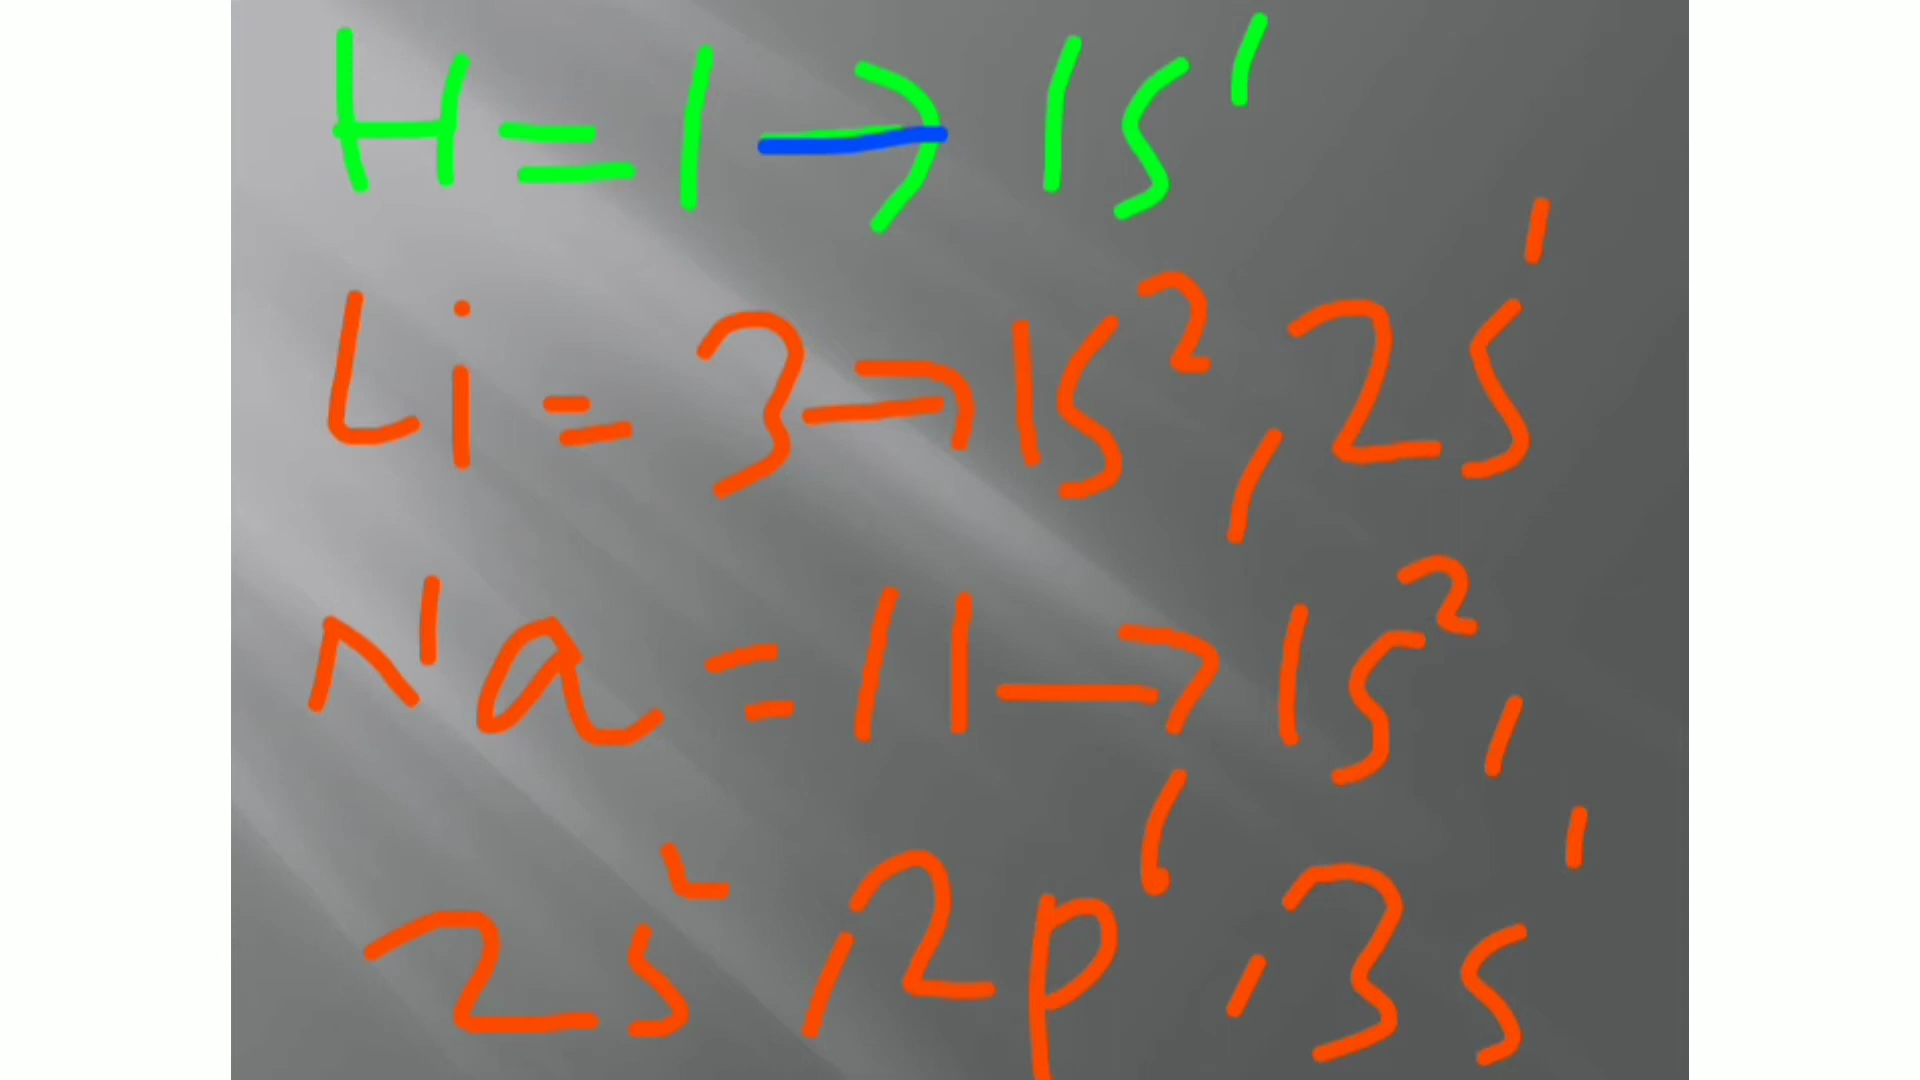 H = 1 → 1s¹
Li = 3 → 1s², 2s¹
Na = 11 → 1s²,
2s², 2p⁶, 3s¹